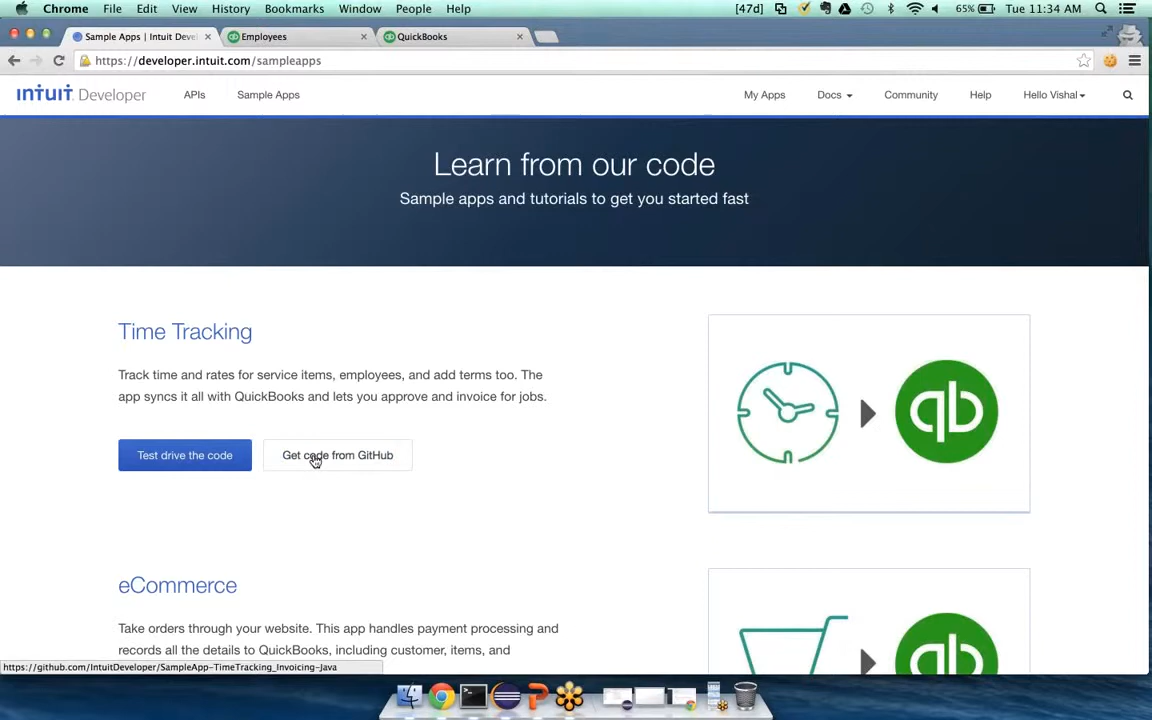 Chrome File Edit View History Bookmarks Window People Help [47d] 65% Tue 11:34 AM
Sample Apps | Intuit Deve Employees QuickBooks
https://developer.intuit.com/sampleapps
intuit Developer APIs Sample Apps My Apps Docs Community Help Hello Vishal
Learn from our code
Sample apps and tutorials to get you started fast
Time Tracking
Track time and rates for service items, employees, and add terms too. The
app syncs it all with QuickBooks and lets you approve and invoice for jobs.
Test drive the code Get code from GitHub
qb
eCommerce
Take orders through your website. This app handles payment processing and
records all the details to QuickBooks, including customer, items, and
qb
https://github.com/IntuitDeveloper/SampleApp-TimeTracking_Invoicing-Java